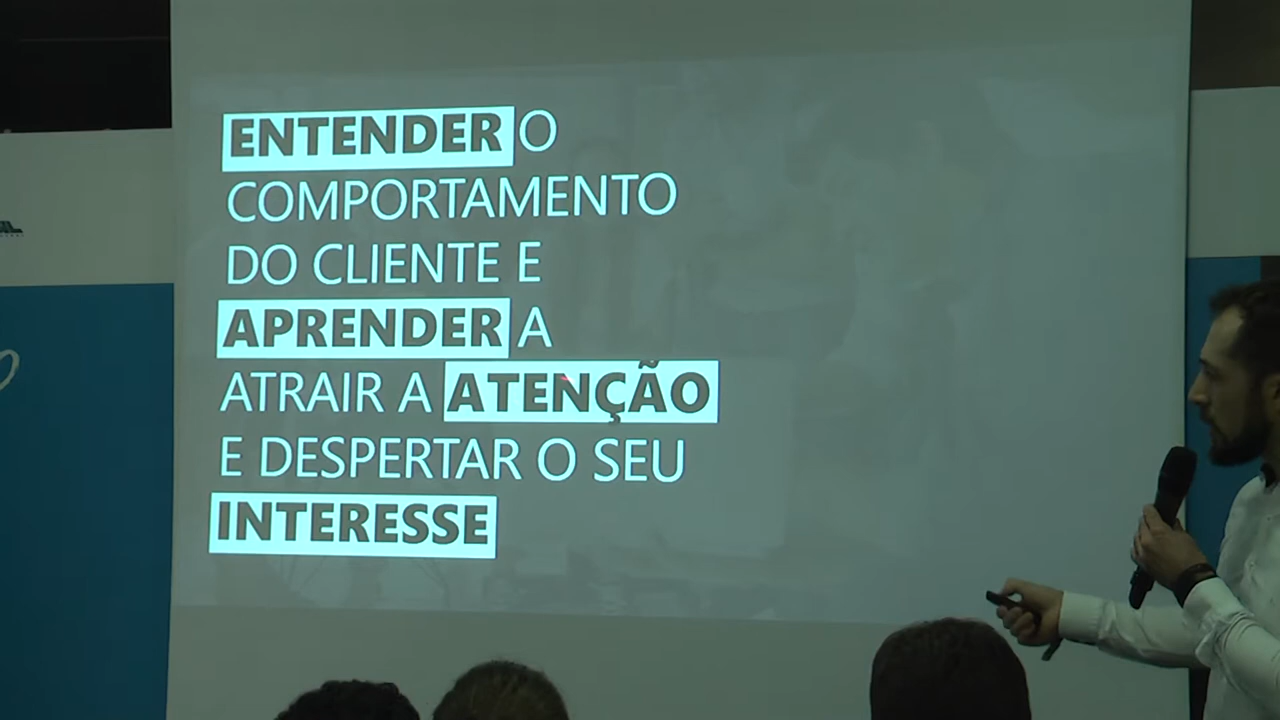 ENTENDER O
COMPORTAMENTO
DO CLIENTE E
APRENDER A
ATRAIR A ATENÇÃO
E DESPERTAR O SEU
INTERESSE